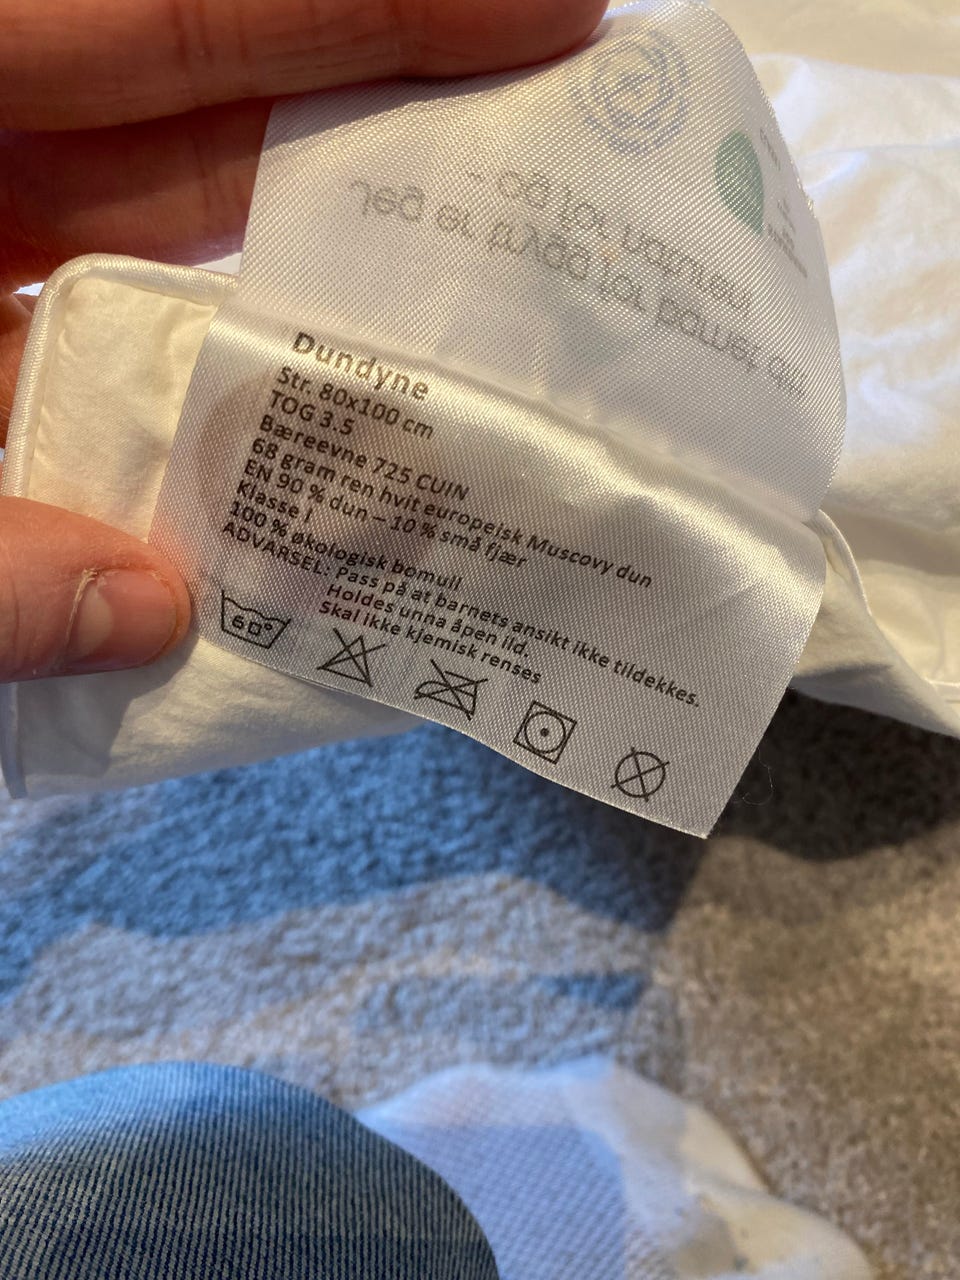 Dundyne
Str. 80x100 cm
TOG 3.5
Bæreevne 725 CUIN
68 gram ren hvit europeisk Muscovy dun
EN 90 % dun – 10 % små fjær
Klasse I
100 % økologisk bomull
ADVARSEL: Pass på at barnets ansikt ikke tildekkes.
Holdes unna åpen ild.
Skal ikke kjemisk renses
60°